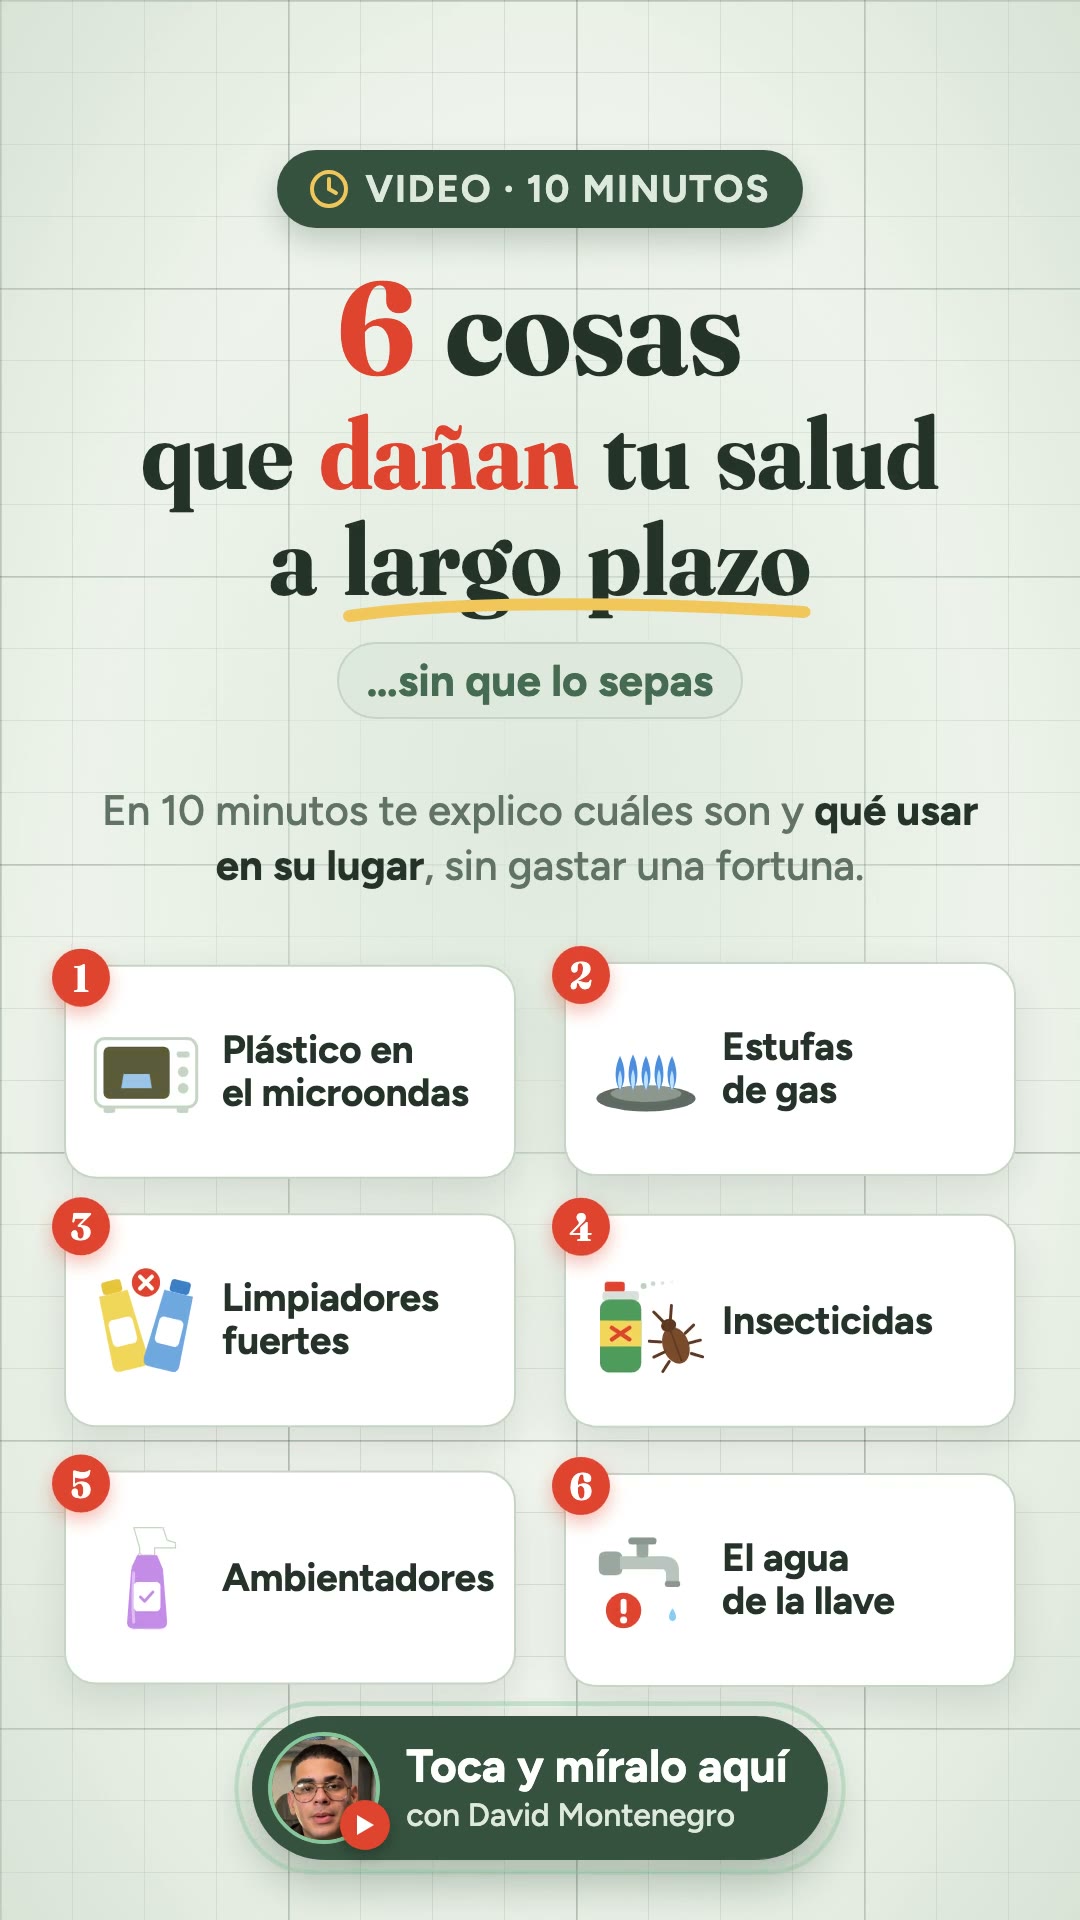 VIDEO · 10 MINUTOS
6 cosas
que dañan tu salud
a largo plazo
...sin que lo sepas
En 10 minutos te explico cuáles son y qué usar
en su lugar, sin gastar una fortuna.
1
Plástico en
el microondas
2
Estufas
de gas
3
Limpiadores
fuertes
4
Insecticidas
5
Ambientadores
6
El agua
de la llave
Toca y míralo aquí
con David Montenegro